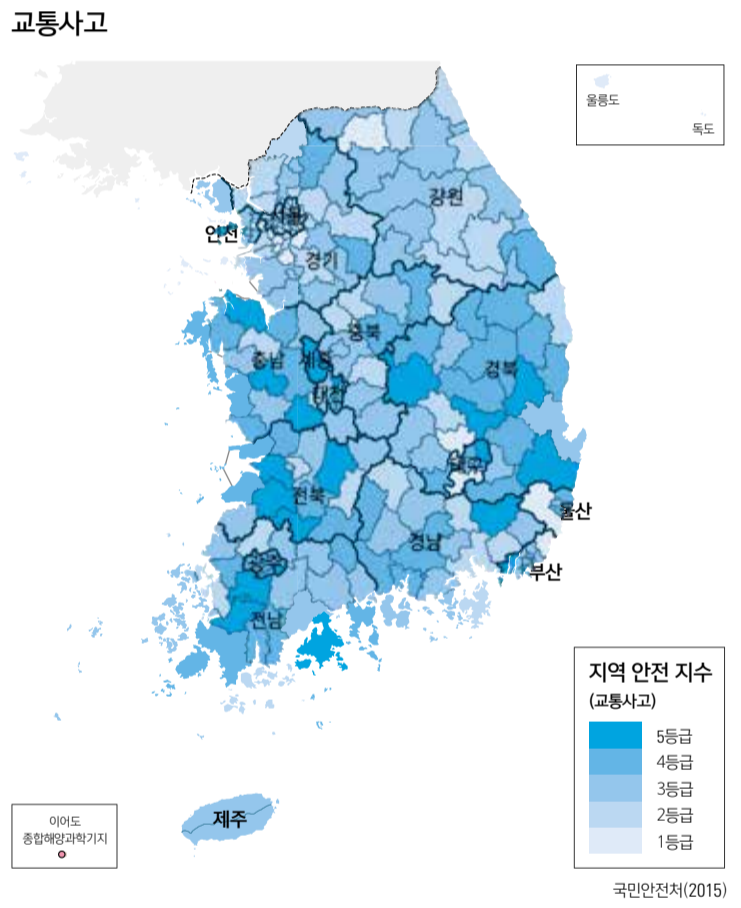 교통사고
울릉도
독도
강원
서울
인천
경기
충북
충남
세종
경북
대전
대구
전북
울산
경남
부산
광주
전남
제주
이어도
종합해양과학기지
지역 안전 지수
(교통사고)
5등급
4등급
3등급
2등급
1등급
국민안전처(2015)